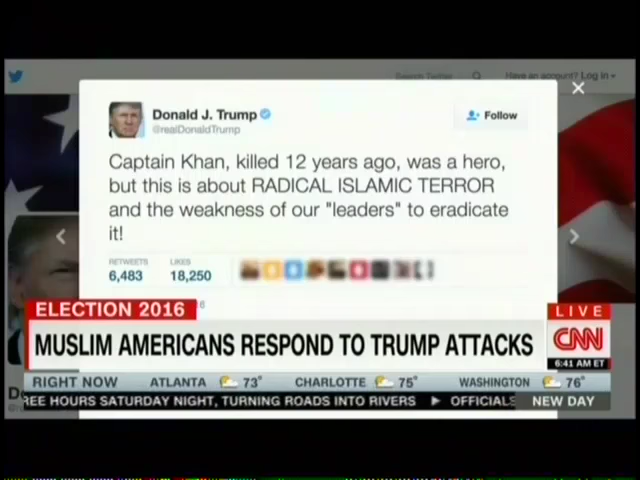 Search Twitter
Have an account? Log in
Donald J. Trump
@realDonaldTrump
Follow
Captain Khan, killed 12 years ago, was a hero,
but this is about RADICAL ISLAMIC TERROR
and the weakness of our "leaders" to eradicate
it!
RETWEETS LIKES
6,483 18,250
ELECTION 2016
LIVE
MUSLIM AMERICANS RESPOND TO TRUMP ATTACKS
CNN
6:41 AM ET
RIGHT NOW ATLANTA 73° CHARLOTTE 75° WASHINGTON 76°
REE HOURS SATURDAY NIGHT, TURNING ROADS INTO RIVERS ▶ OFFICIALS NEW DAY